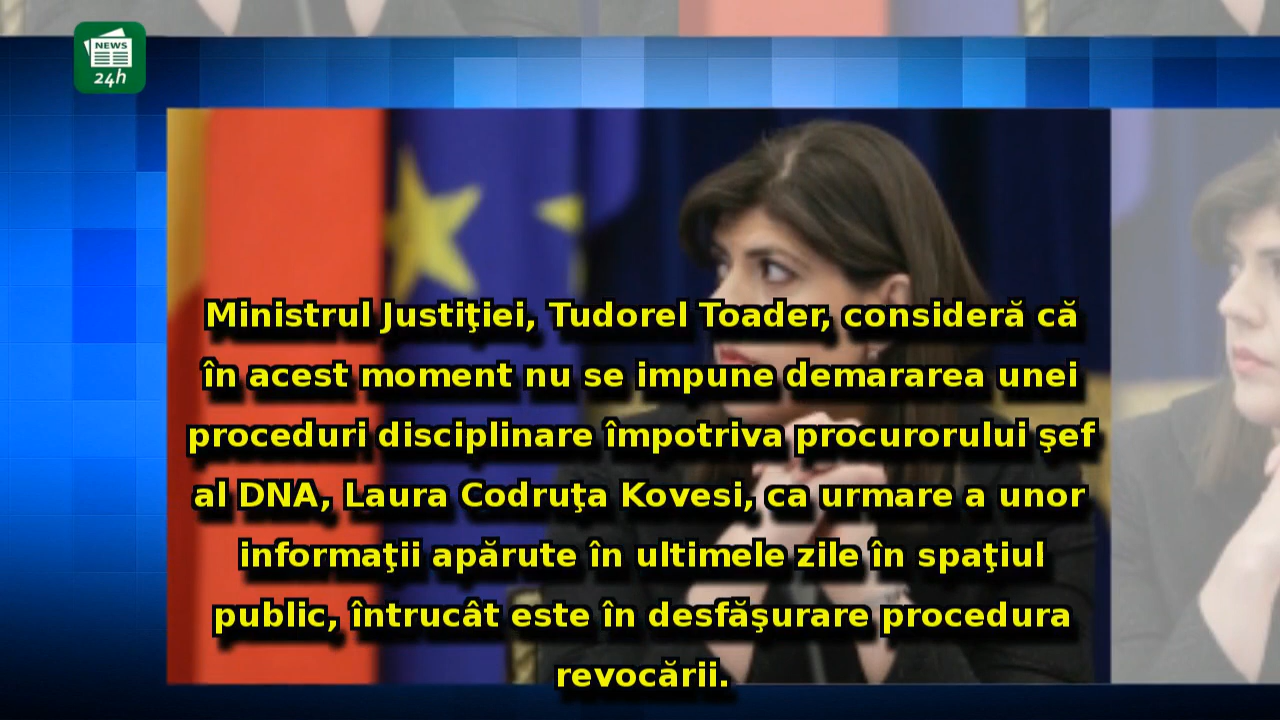 NEWS
24h
Ministrul Justiţiei, Tudorel Toader, consideră că
în acest moment nu se impune demararea unei
proceduri disciplinare împotriva procurorului şef
al DNA, Laura Codruţa Kovesi, ca urmare a unor
informaţii apărute în ultimele zile în spaţiul
public, întrucât este în desfăşurare procedura
revocării.